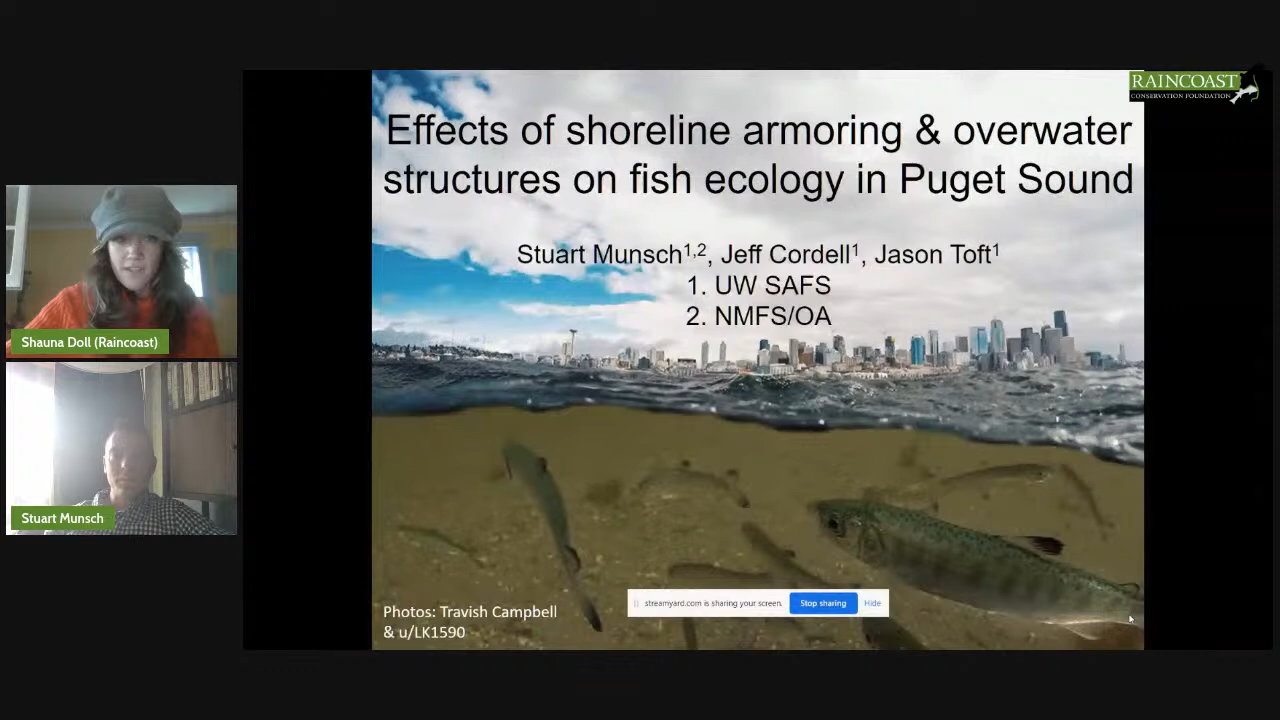 RAINCOAST
CONSERVATION FOUNDATION
Effects of shoreline armoring & overwater
structures on fish ecology in Puget Sound
Stuart Munsch1,2, Jeff Cordell1, Jason Toft1
1. UW SAFS
2. NMFS/OA
Shauna Doll (Raincoast)
Stuart Munsch
streamyard.com is sharing your screen. Stop sharing Hide
Photos: Travish Campbell
& u/LK1590